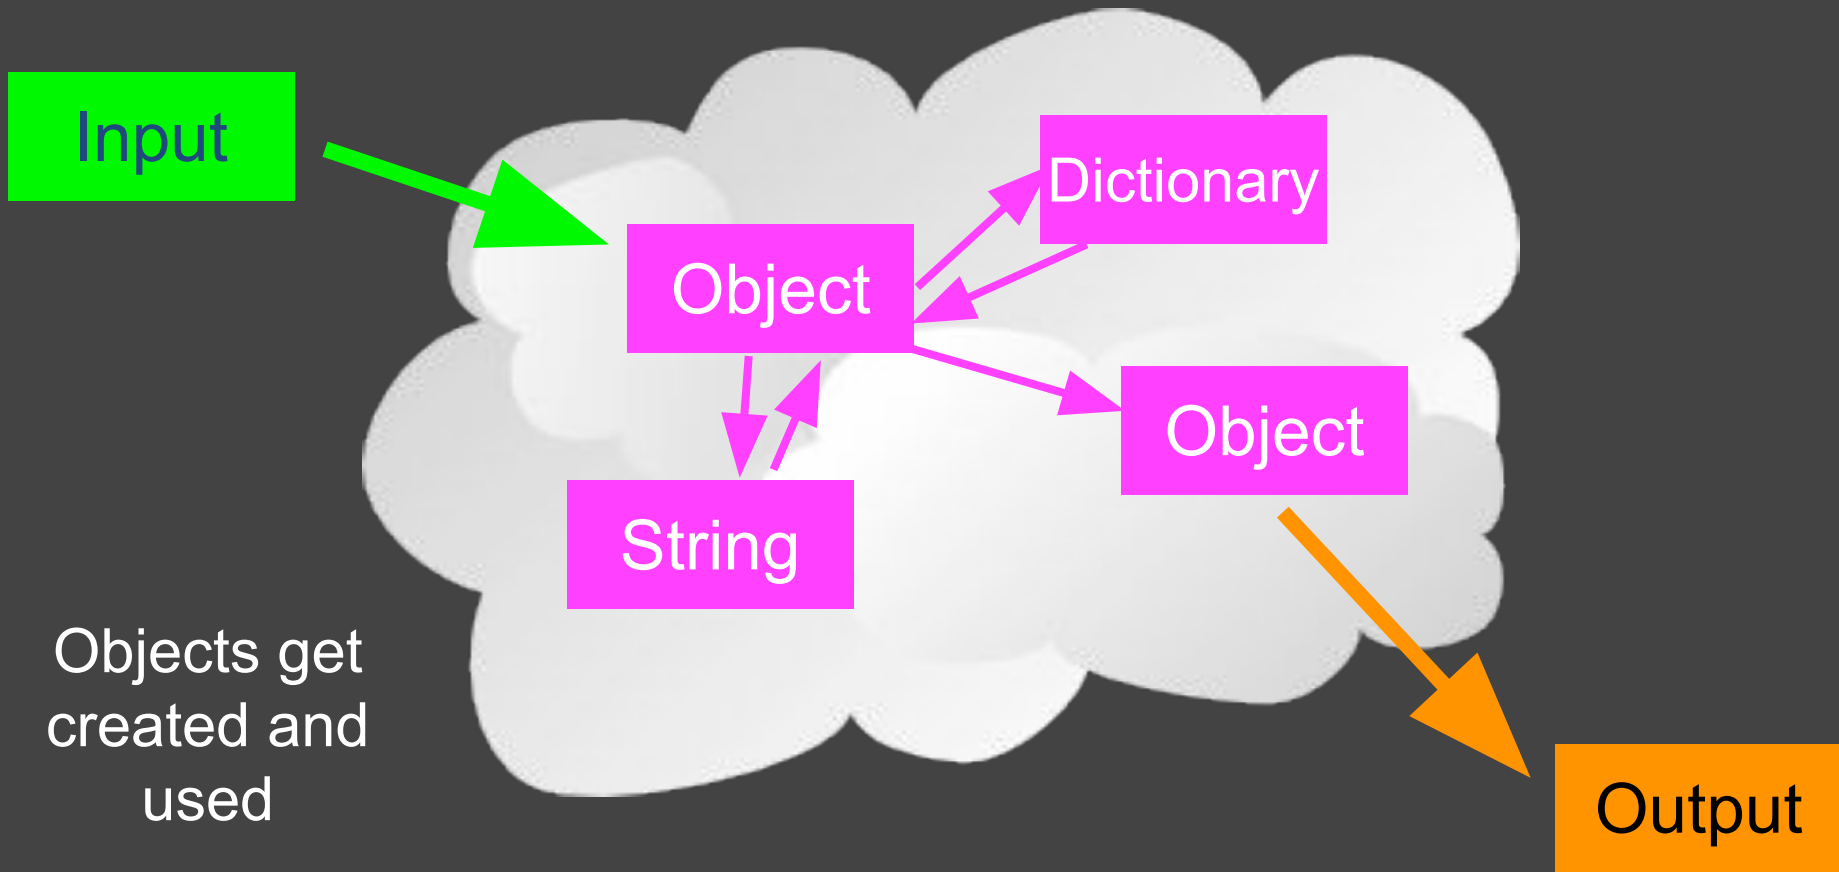 Input
Dictionary
Object
Object
String
Objects get
created and
used
Output